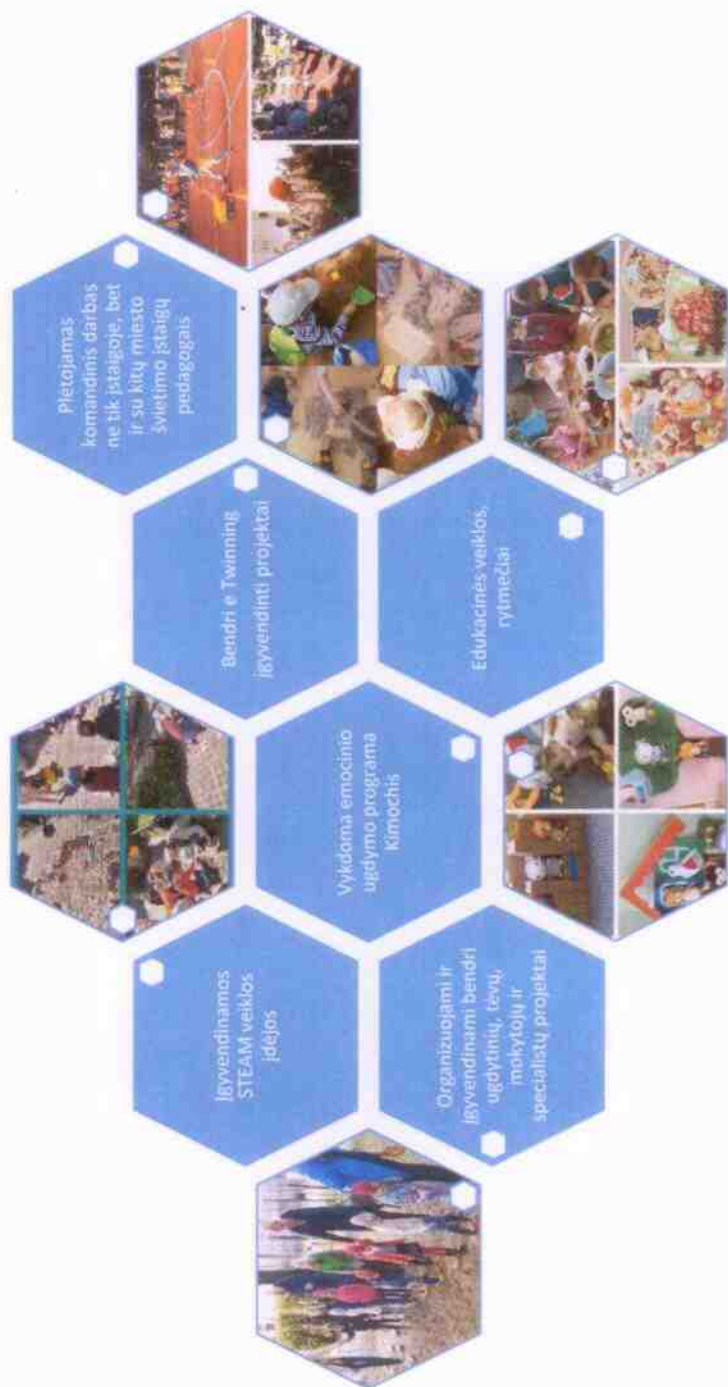 Pletojamas
komandinis darbas
ne tik įstaigoje, bet
ir su kitų miesto
švietimo įstaigų
pedagogais
Įgyvendinamos
STEAM veiklos
įdėjos
Bendri e Twinning
įgyvendinti projektai
Vykdoma emocinio
ugdymo programa
Kimochis
Organizuojami ir
įgyvendinami bendri
ugdytinių, tėvų,
mokytojų ir
specialistų projektai
Edukacinės veiklos,
rytmečiai